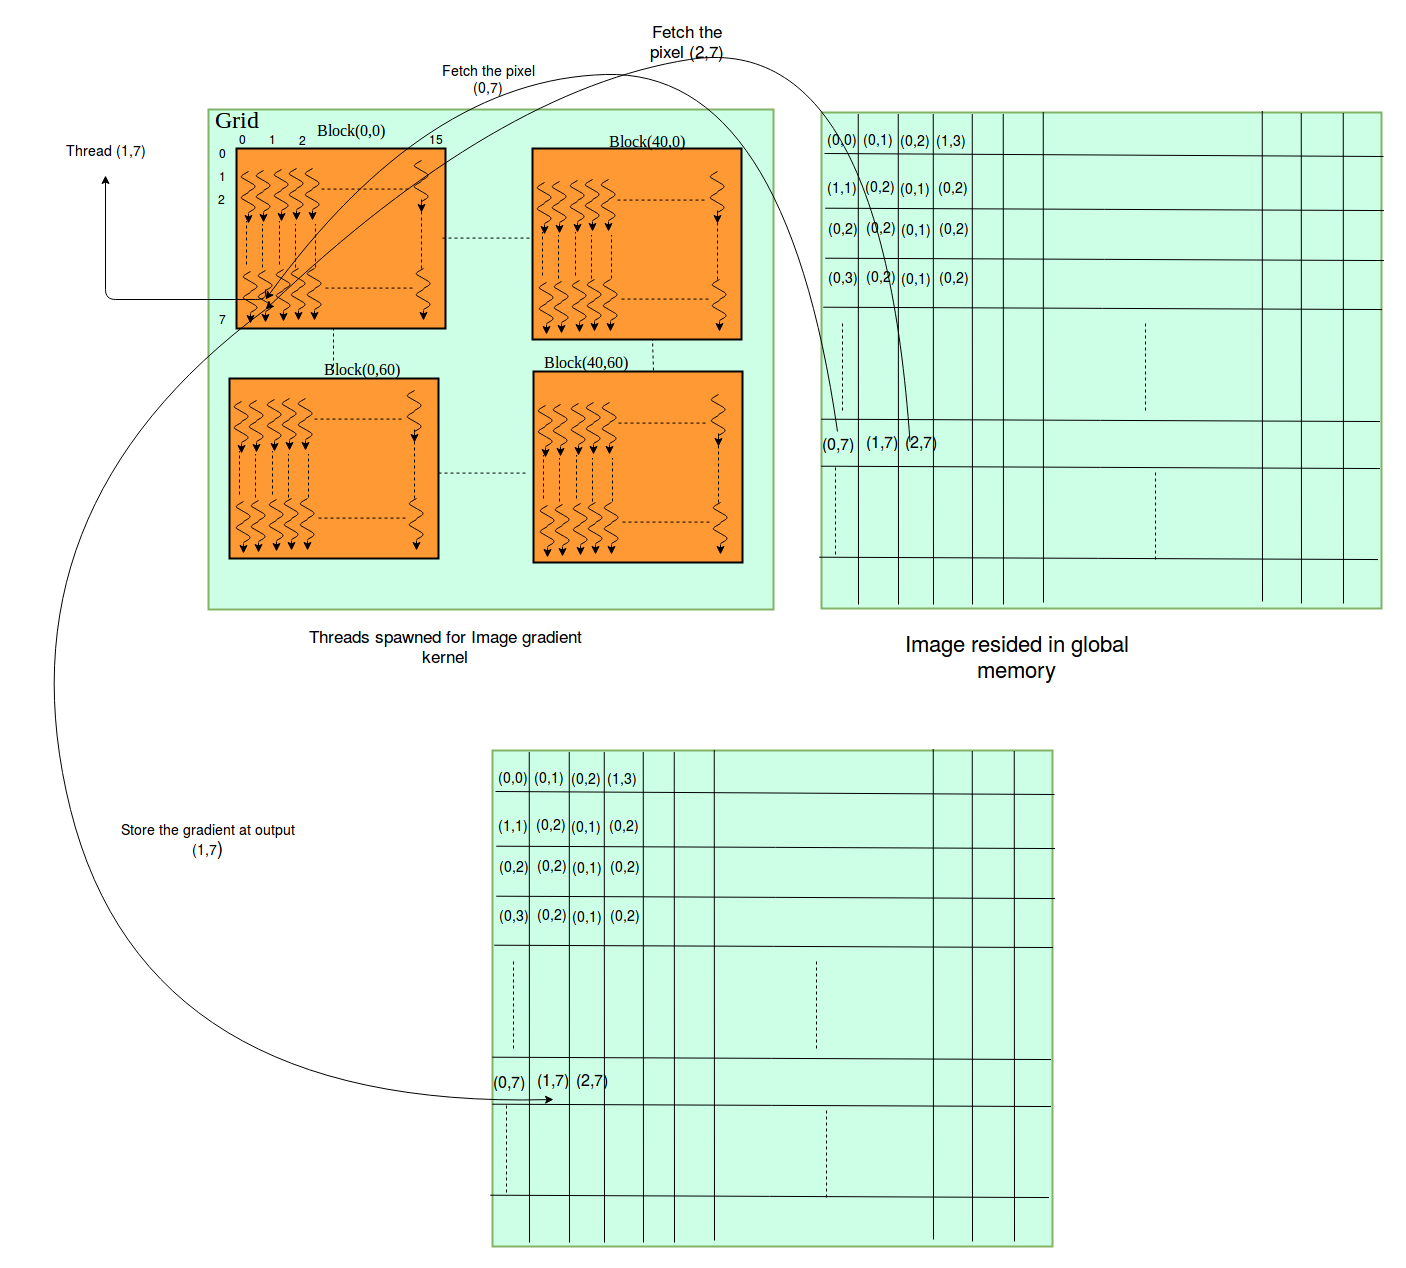 Fetch the
pixel (2,7)
Fetch the pixel
(0,7)
Grid
0 1 2 Block(0,0) 15
Block(40,0)
Thread (1,7)
0
1
2
7
Block(0,60)
Block(40,60)
Threads spawned for Image gradient
kernel
(0,0) (0,1) (0,2) (1,3)
(1,1) (0,2) (0,1) (0,2)
(0,2) (0,2) (0,1) (0,2)
(0,3) (0,2) (0,1) (0,2)
(0,7) (1,7) (2,7)
Image resided in global
memory
Store the gradient at output
(1,7)
(0,0) (0,1) (0,2) (1,3)
(1,1) (0,2) (0,1) (0,2)
(0,2) (0,2) (0,1) (0,2)
(0,3) (0,2) (0,1) (0,2)
(0,7) (1,7) (2,7)